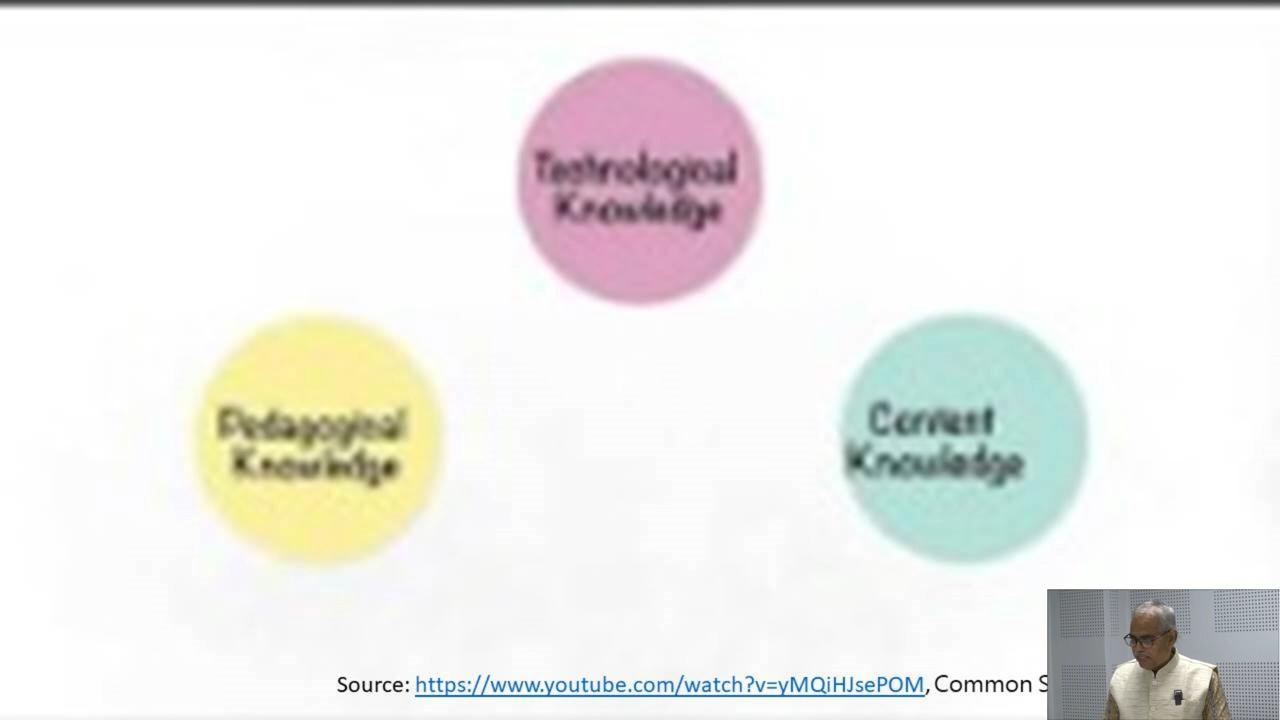 Technological
Knowledge
Pedagogical
Knowledge
Content
Knowledge
Source: https://www.youtube.com/watch?v=yMQiHJsePOM, Common S